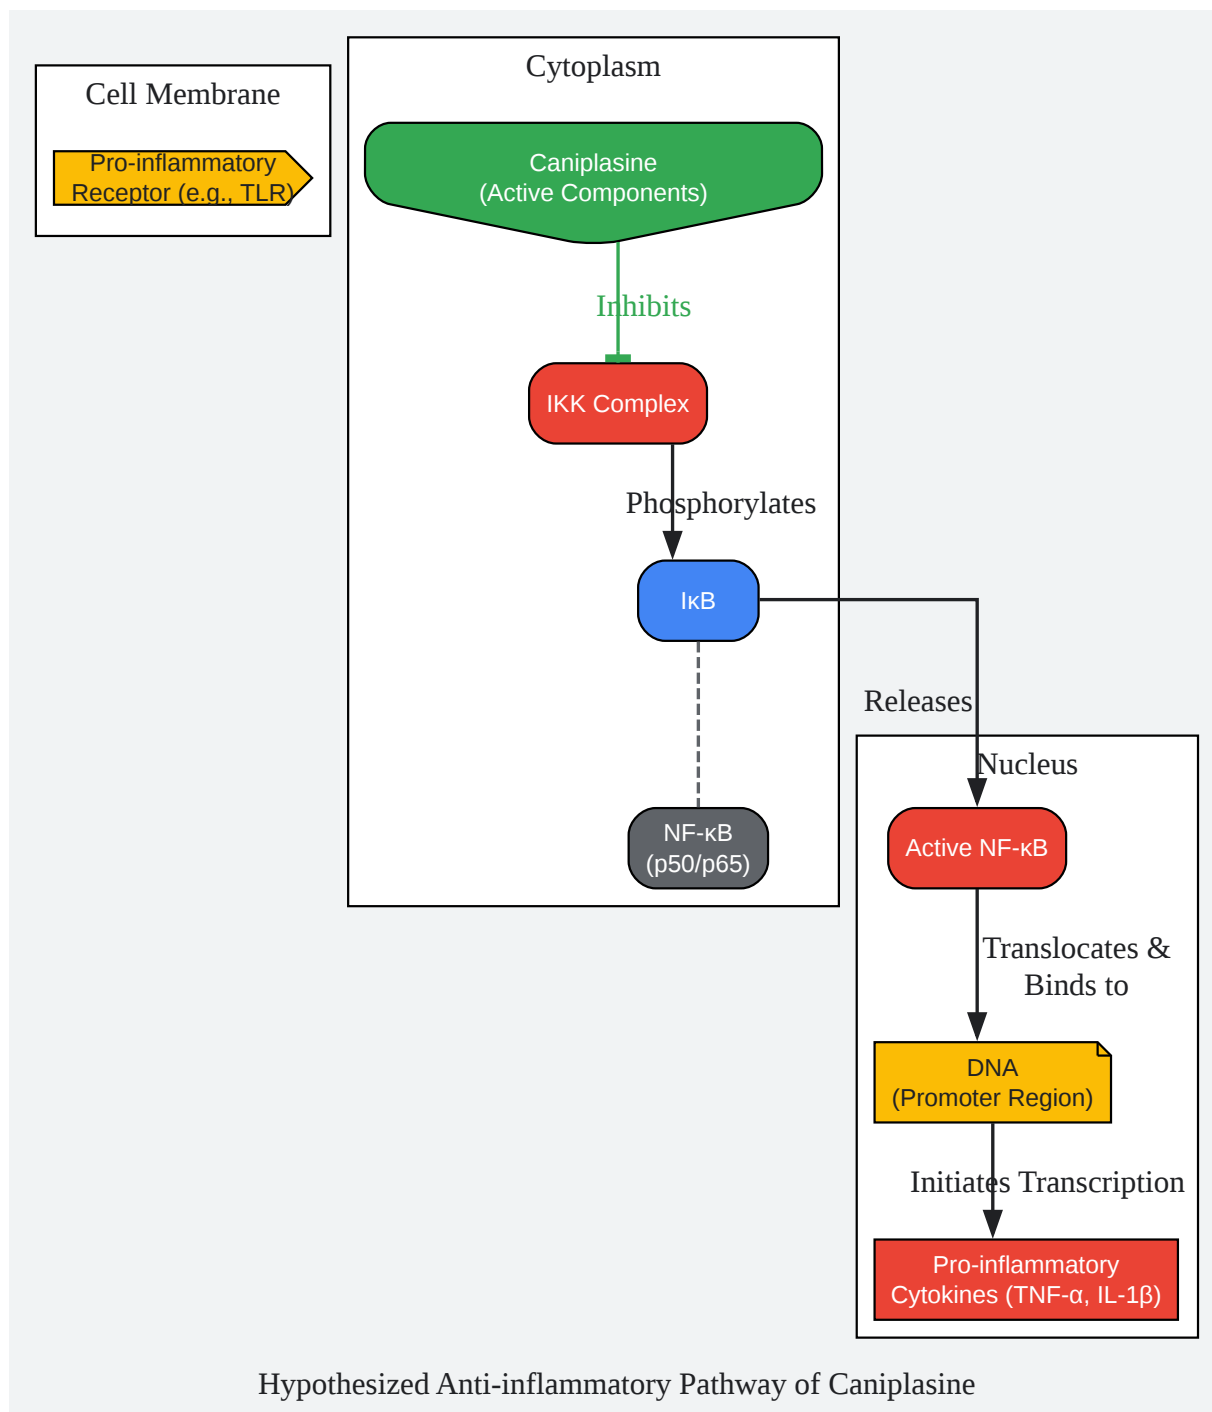 Cell Membrane
Pro-inflammatory
Receptor (e.g., TLR)
Cytoplasm
Caniplasine
(Active Components)
Inhibits
IKK Complex
Phosphorylates
IκB
Releases
NF-κB
(p50/p65)
Nucleus
Active NF-κB
Translocates &
Binds to
DNA
(Promoter Region)
Initiates Transcription
Pro-inflammatory
Cytokines (TNF-α, IL-1β)
Hypothesized Anti-inflammatory Pathway of Caniplasine